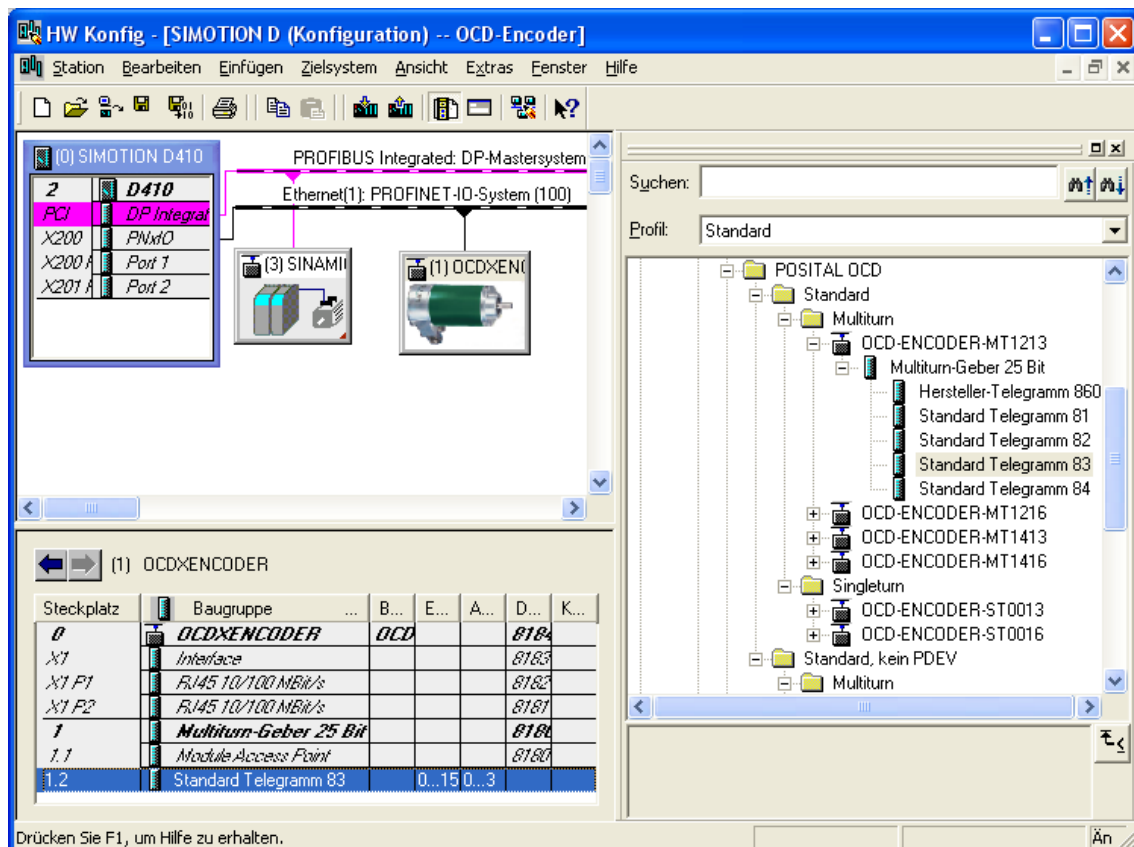 HW Konfig - [SIMOTION D (Konfiguration) -- OCD-Encoder]
Station Bearbeiten Einfügen Zielsystem Ansicht Extras Fenster Hilfe
(0) SIMOTION D410
2 D410
PCI DP Integrat
X200 PNxIO
X200 Port 1
X201 Port 2
PROFIBUS Integrated: DP-Mastersystem
Ethernet(1): PROFINET-IO-System (100)
(3) SINAMI
(1) OCDXEN
Suchen:
Profil: Standard
POSITAL OCD
Standard
Multiturn
OCD-ENCODER-MT1213
Multiturn-Geber 25 Bit
Hersteller-Telegramm 860
Standard Telegramm 81
Standard Telegramm 82
Standard Telegramm 83
Standard Telegramm 84
OCD-ENCODER-MT1216
OCD-ENCODER-MT1413
OCD-ENCODER-MT1416
Singleturn
OCD-ENCODER-ST0013
OCD-ENCODER-ST0016
Standard, kein PDEV
Multiturn
(1) OCDXENCODER
Steckplatz Baugruppe ... B... E... A... D... K...
0 OCDXENCODER OCD 8184
X1 Interface 8183
X1 P1 RJ45 10/100 MBit/s 8182
X1 P2 RJ45 10/100 MBit/s 8181
1 Multiturn-Geber 25 Bit 818
1.1 Module Access Point 8180
1.2 Standard Telegramm 83 0...15 0...3
Drücken Sie F1, um Hilfe zu erhalten.
Än